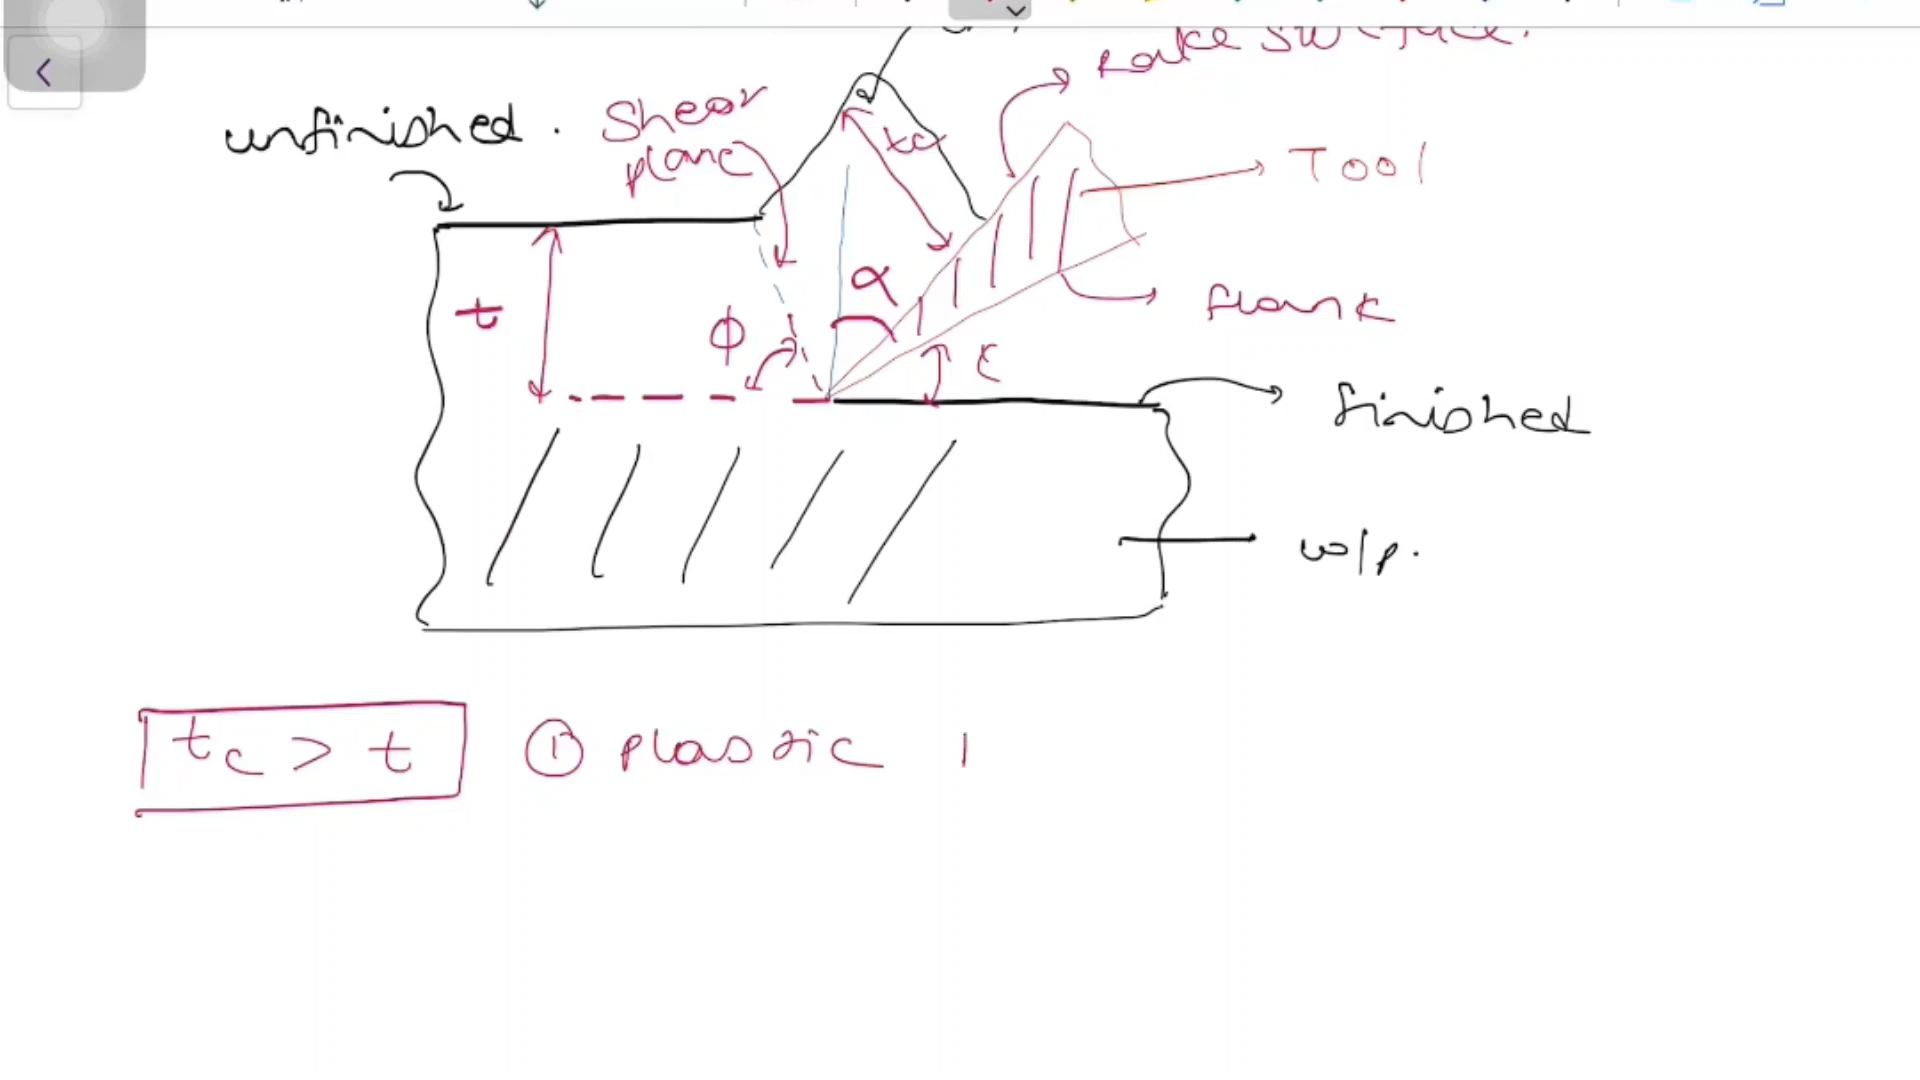 rake surface.
unfinished.
Shear
plane
tc
Tool
α
t
flank
φ
finished
w/p.
tc > t ① plastic